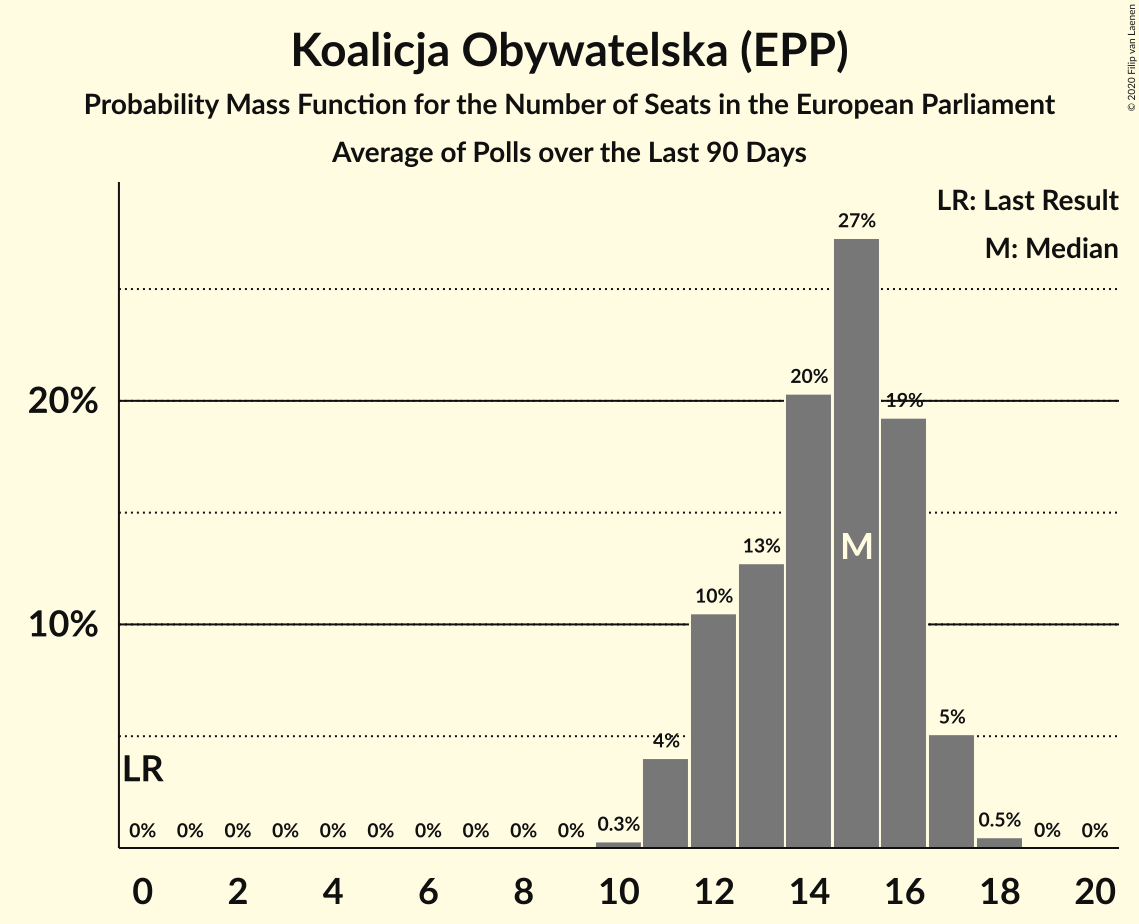 Koalicja Obywatelska (EPP)
Probability Mass Function for the Number of Seats in the European Parliament
Average of Polls over the Last 90 Days
© 2020 Filip van Laenen
LR: Last Result
M: Median
27%
20%
20%
19%
13%
M
10%
10%
5%
4%
LR
0% 0% 0% 0% 0% 0% 0% 0% 0% 0% 0.3% 0.5% 0% 0%
0 2 4 6 8 10 12 14 16 18 20